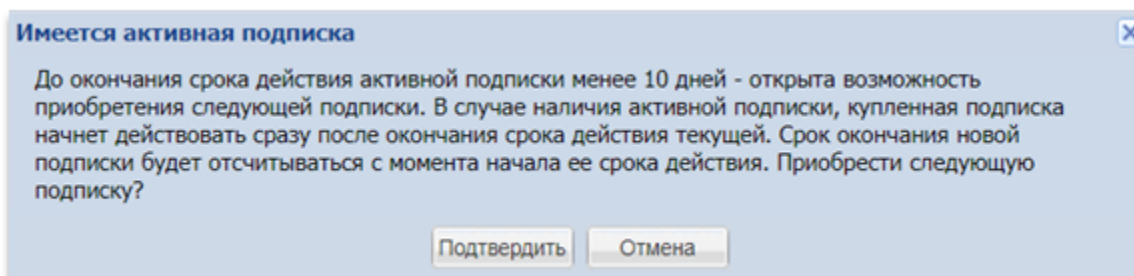 Имеется активная подписка
До окончания срока действия активной подписки менее 10 дней - открыта возможность
приобретения следующей подписки. В случае наличия активной подписки, купленная подписка
начнет действовать сразу после окончания срока действия текущей. Срок окончания новой
подписки будет отсчитываться с момента начала ее срока действия. Приобрести следующую
подписку?
Подтвердить Отмена